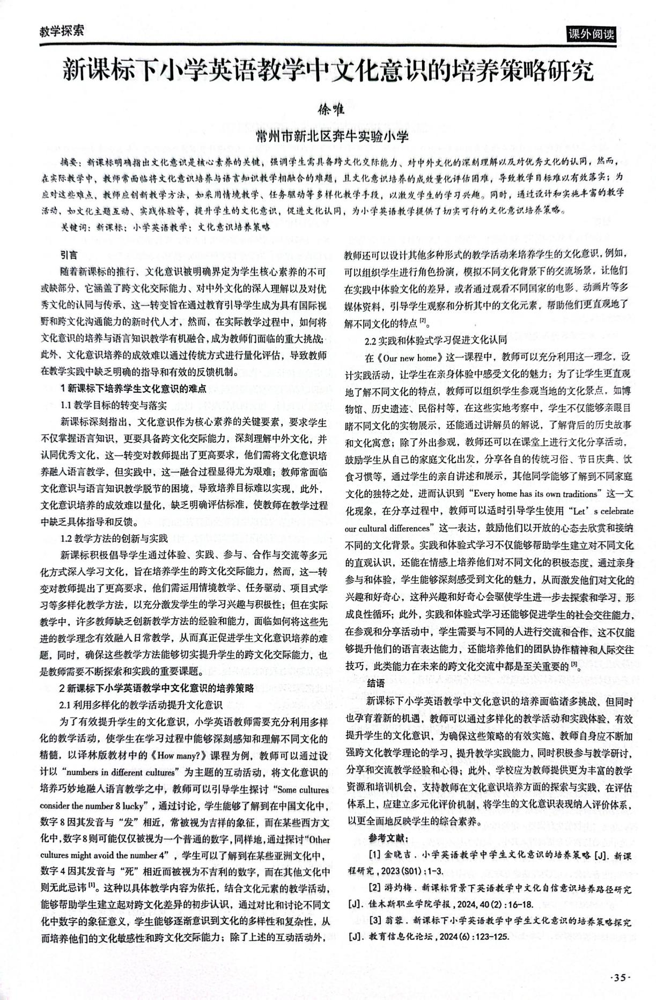 教学探索
课外阅读
新课标下小学英语教学中文化意识的培养策略研究
徐唯
常州市新北区奔牛实验小学
摘要：新课标明确指出文化意识是核心素养的关键，强调学生需具备跨文化交际能力、对中外文化的深刻理解以及对优秀文化的认同，然而，
在实际教学中，教师常面临将文化意识培养与语言知识教学相融合的难题，且文化意识培养的成效量化评估困难，导致教学目标难以有效落实；为
应对这些难点，教师应创新教学方法，如采用情境教学、任务驱动等多样化教学手段，以激发学生的学习兴趣。同时，通过设计和实施丰富的教学
活动，如文化主题互动、实践体验等，提升学生的文化意识，促进文化认同，为小学英语教学提供了切实可行的文化意识培养策略。
关键词：新课标；小学英语教学；文化意识培养策略
引言
随着新课标的推行、文化意识被明确界定为学生核心素养的不可
或缺部分、它涵盖了跨文化交际能力、对中外文化的深入理解以及对优
秀文化的认同与传承、这一转变旨在通过教育引导学生成为具有国际视
野和跨文化沟通能力的新时代人才，然而，在实际教学过程中，如何将
文化意识的培养与语言知识教学有机融合，成为教师们面临的重大挑战；
此外，文化意识培养的成效难以通过传统方式进行量化评估，导致教师
在教学实践中缺乏明确的指导和有效的反馈机制。
1 新课标下培养学生文化意识的难点
1.1 教学目标的转变与落实
新课标深刻指出，文化意识作为核心素养的关键要素，要求学生
不仅掌握语言知识，更要具备跨文化交际能力，深刻理解中外文化，并
认同优秀文化，这一转变对教师提出了更高要求，他们需将文化意识培
养融入语言教学，但实践中，这一融合过程显得尤为艰难；教师常面临
文化意识与语言知识教学脱节的困境，导致培养目标难以实现，此外，
文化意识培养的成效难以量化，缺乏明确评估标准，使教师在教学过程
中缺乏具体指导和反馈。
1.2 教学方法的创新与实践
新课标积极倡导学生通过体验、实践、参与、合作与交流等多元
化方式深入学习文化，旨在培养学生的跨文化交际能力，然而，这一转
变对教师提出了更高要求，他们需运用情境教学、任务驱动、项目式学
习等多样化教学方法，以充分激发学生的学习兴趣与积极性；但在实际
教学中，许多教师缺乏创新教学方法的经验和能力，面临如何将这些先
进的教学理念有效融入日常教学，从而真正促进学生文化意识培养的难
题，同时，确保这些教学方法能够切实提升学生的跨文化交际能力，也
是教师需要不断探索和实践的重要课题。
2 新课标下小学英语教学中文化意识的培养策略
2.1 利用多样化的教学活动提升文化意识
为了有效提升学生的文化意识，小学英语教师需要充分利用多样
化的教学活动，使学生在学习过程中能够深刻感知和理解不同文化的
精髓，以译林版教材中的《How many?》课程为例，教师可以通过设
计以“numbers in different cultures”为主题的互动活动，将文化意识的
培养巧妙地融入语言教学之中，教师可以引导学生探讨“Some cultures
consider the number 8 lucky”，通过讨论，学生能够了解到在中国文化中，
数字 8 因其发音与“发”相近，常被视为吉祥的象征，而在某些西方文
化中，数字 8 则可能仅仅被视为一个普通的数字，同样地，通过探讨“Other
cultures might avoid the number 4”，学生可以了解到在某些亚洲文化中，
数字 4 因其发音与“死”相近而被视为不吉利的数字，而在其他文化中
则无此忌讳 [1]。这种以具体教学内容为依托，结合文化元素的教学活动，
能够帮助学生建立起对跨文化差异的初步认识，通过对比和讨论不同文
化中数字的象征意义，学生能够逐渐意识到文化的多样性和复杂性，从
而培养他们的文化敏感性和跨文化交际能力；除了上述的互动活动外，
教师还可以设计其他多种形式的教学活动来培养学生的文化意识，例如，
可以组织学生进行角色扮演，模拟不同文化背景下的交流场景，让他们
在实践中体验文化的差异，或者通过观看不同国家的电影、动画片等多
媒体资料，引导学生观察和分析其中的文化元素，帮助他们更直观地了
解不同文化的特点 [2]。
2.2 实践和体验式学习促进文化认同
在《Our new home》这一课程中，教师可以充分利用这一理念，设
计实践活动，让学生在亲身体验中感受文化的魅力；为了让学生更直观
地了解不同文化的特点，教师可以组织学生参观当地的文化景点，如博
物馆、历史遗迹、民俗村等，在这些实地考察中，学生不仅能够亲眼目
睹不同文化的实物展示，还能通过讲解员的解说，了解背后的历史故事
和文化寓意；除了外出参观，教师还可以在课堂上进行文化分享活动，
鼓励学生从自己的家庭文化出发，分享各自的传统习俗、节日庆典、饮
食习惯等，通过学生的亲自讲述和展示，其他同学能够了解到不同家庭
文化的独特之处，进而认识到“Every home has its own traditions”这一文
化现象，在分享过程中，教师可以适时引导学生使用“Let’s celebrate
our cultural differences”这一表达，鼓励他们以开放的心态去欣赏和接纳
不同的文化背景。实践和体验式学习不仅能够帮助学生建立对不同文化
的直观认识，还能在情感上培养他们对不同文化的积极态度，通过亲身
参与和体验，学生能够深刻感受到文化的魅力，从而激发他们对文化的
兴趣和好奇心，这种兴趣和好奇心会驱使学生进一步去探索和学习，形
成良性循环；此外，实践和体验式学习还能够促进学生的社会交往能力，
在参观和分享活动中，学生需要与不同的人进行交流和合作，这不仅能
够提升他们的语言表达能力，还能培养他们的团队协作精神和人际交往
技巧，此类能力在未来的跨文化交流中都是至关重要的 [3]。
结语
新课标下小学英语教学中文化意识的培养面临诸多挑战，但同时
也孕育着新的机遇，教师可以通过多样化的教学活动和实践体验，有效
提升学生的文化意识，为确保这些策略的有效实施，教师自身应不断加
强跨文化教学理论的学习，提升教学实践能力，同时积极参与教学研讨，
分享和交流教学经验和心得；此外，学校应为教师提供更为丰富的教学
资源和培训机会，支持教师在文化意识培养方面的探索与实践，在评估
体系上，应建立多元化评价机制，将学生的文化意识表现纳入评价体系，
以更全面地反映学生的综合素养。
参考文献：
[1] 金晓吉. 小学英语教学中学生文化意识的培养策略 [J]. 新课
程研究,2023(S01):1-3.
[2] 游灼梅. 新课标背景下英语教学中文化自信意识培养路径研究
[J]. 佳木斯职业学院学报,2024,40(2):16-18.
[3] 翁蓉. 新课标下小学英语教学中学生文化意识的培养策略探究
[J]. 教育信息化论坛,2024(6):123-125.
·35·